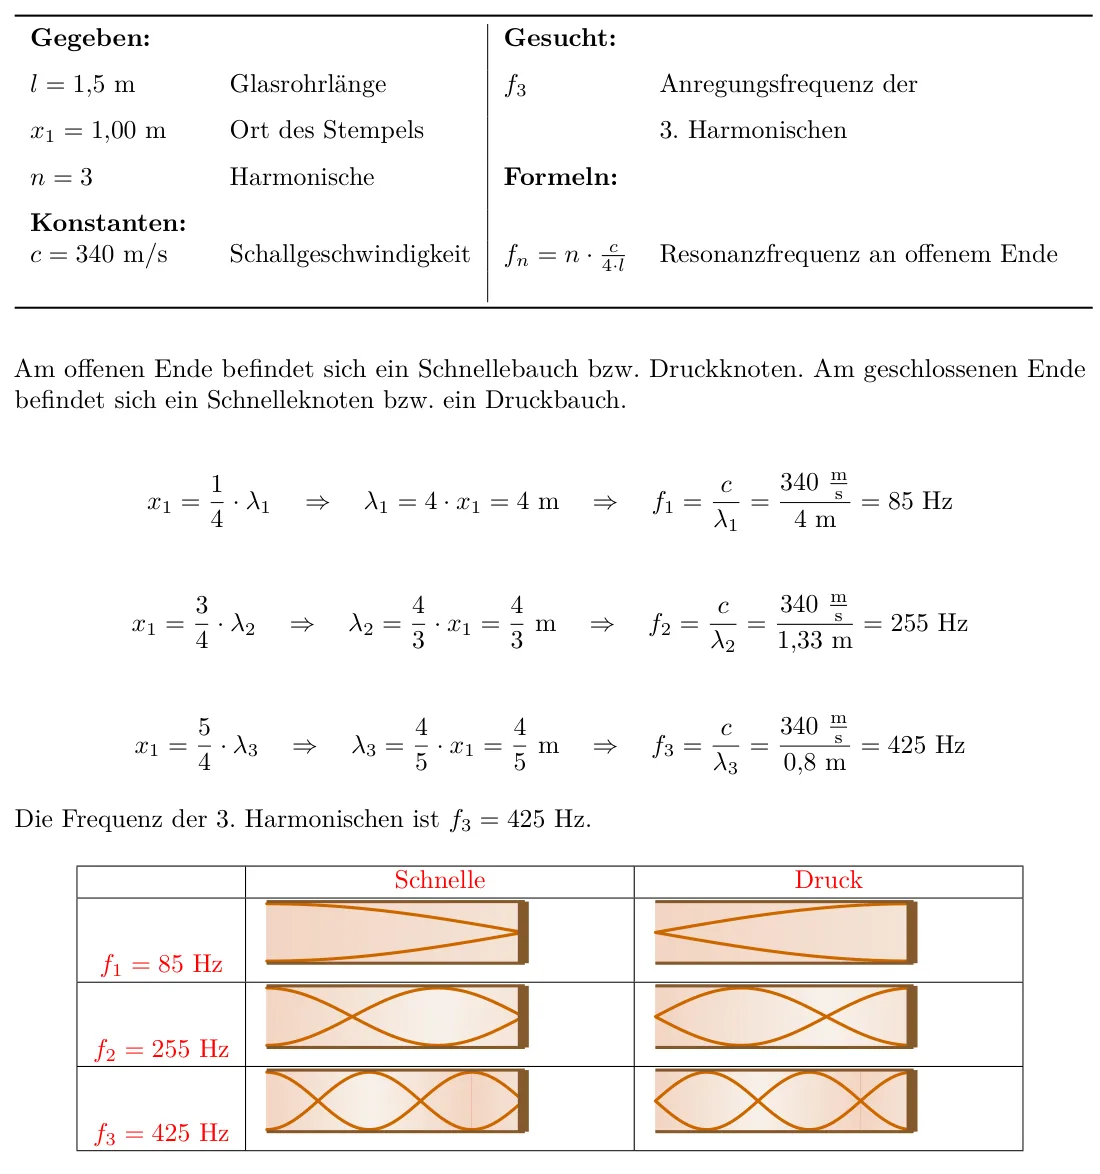 Gegeben: Gesucht:
l = 1,5 m Glasrohrlänge f₃ Anregungsfrequenz der
x₁ = 1,00 m Ort des Stempels 3. Harmonischen
n = 3 Harmonische Formeln:
Konstanten:
c = 340 m/s Schallgeschwindigkeit fₙ = n · c/(4·l) Resonanzfrequenz an offenem Ende
Am offenen Ende befindet sich ein Schnellebauch bzw. Druckknoten. Am geschlossenen Ende
befindet sich ein Schnelleknoten bzw. ein Druckbauch.
x₁ = 1/4 · λ₁ ⇒ λ₁ = 4 · x₁ = 4 m ⇒ f₁ = c/λ₁ = (340 m/s)/(4 m) = 85 Hz
x₁ = 3/4 · λ₂ ⇒ λ₂ = 4/3 · x₁ = 4/3 m ⇒ f₂ = c/λ₂ = (340 m/s)/(1,33 m) = 255 Hz
x₁ = 5/4 · λ₃ ⇒ λ₃ = 4/5 · x₁ = 4/5 m ⇒ f₃ = c/λ₃ = (340 m/s)/(0,8 m) = 425 Hz
Die Frequenz der 3. Harmonischen ist f₃ = 425 Hz.
Schnelle Druck
f₁ = 85 Hz
f₂ = 255 Hz
f₃ = 425 Hz